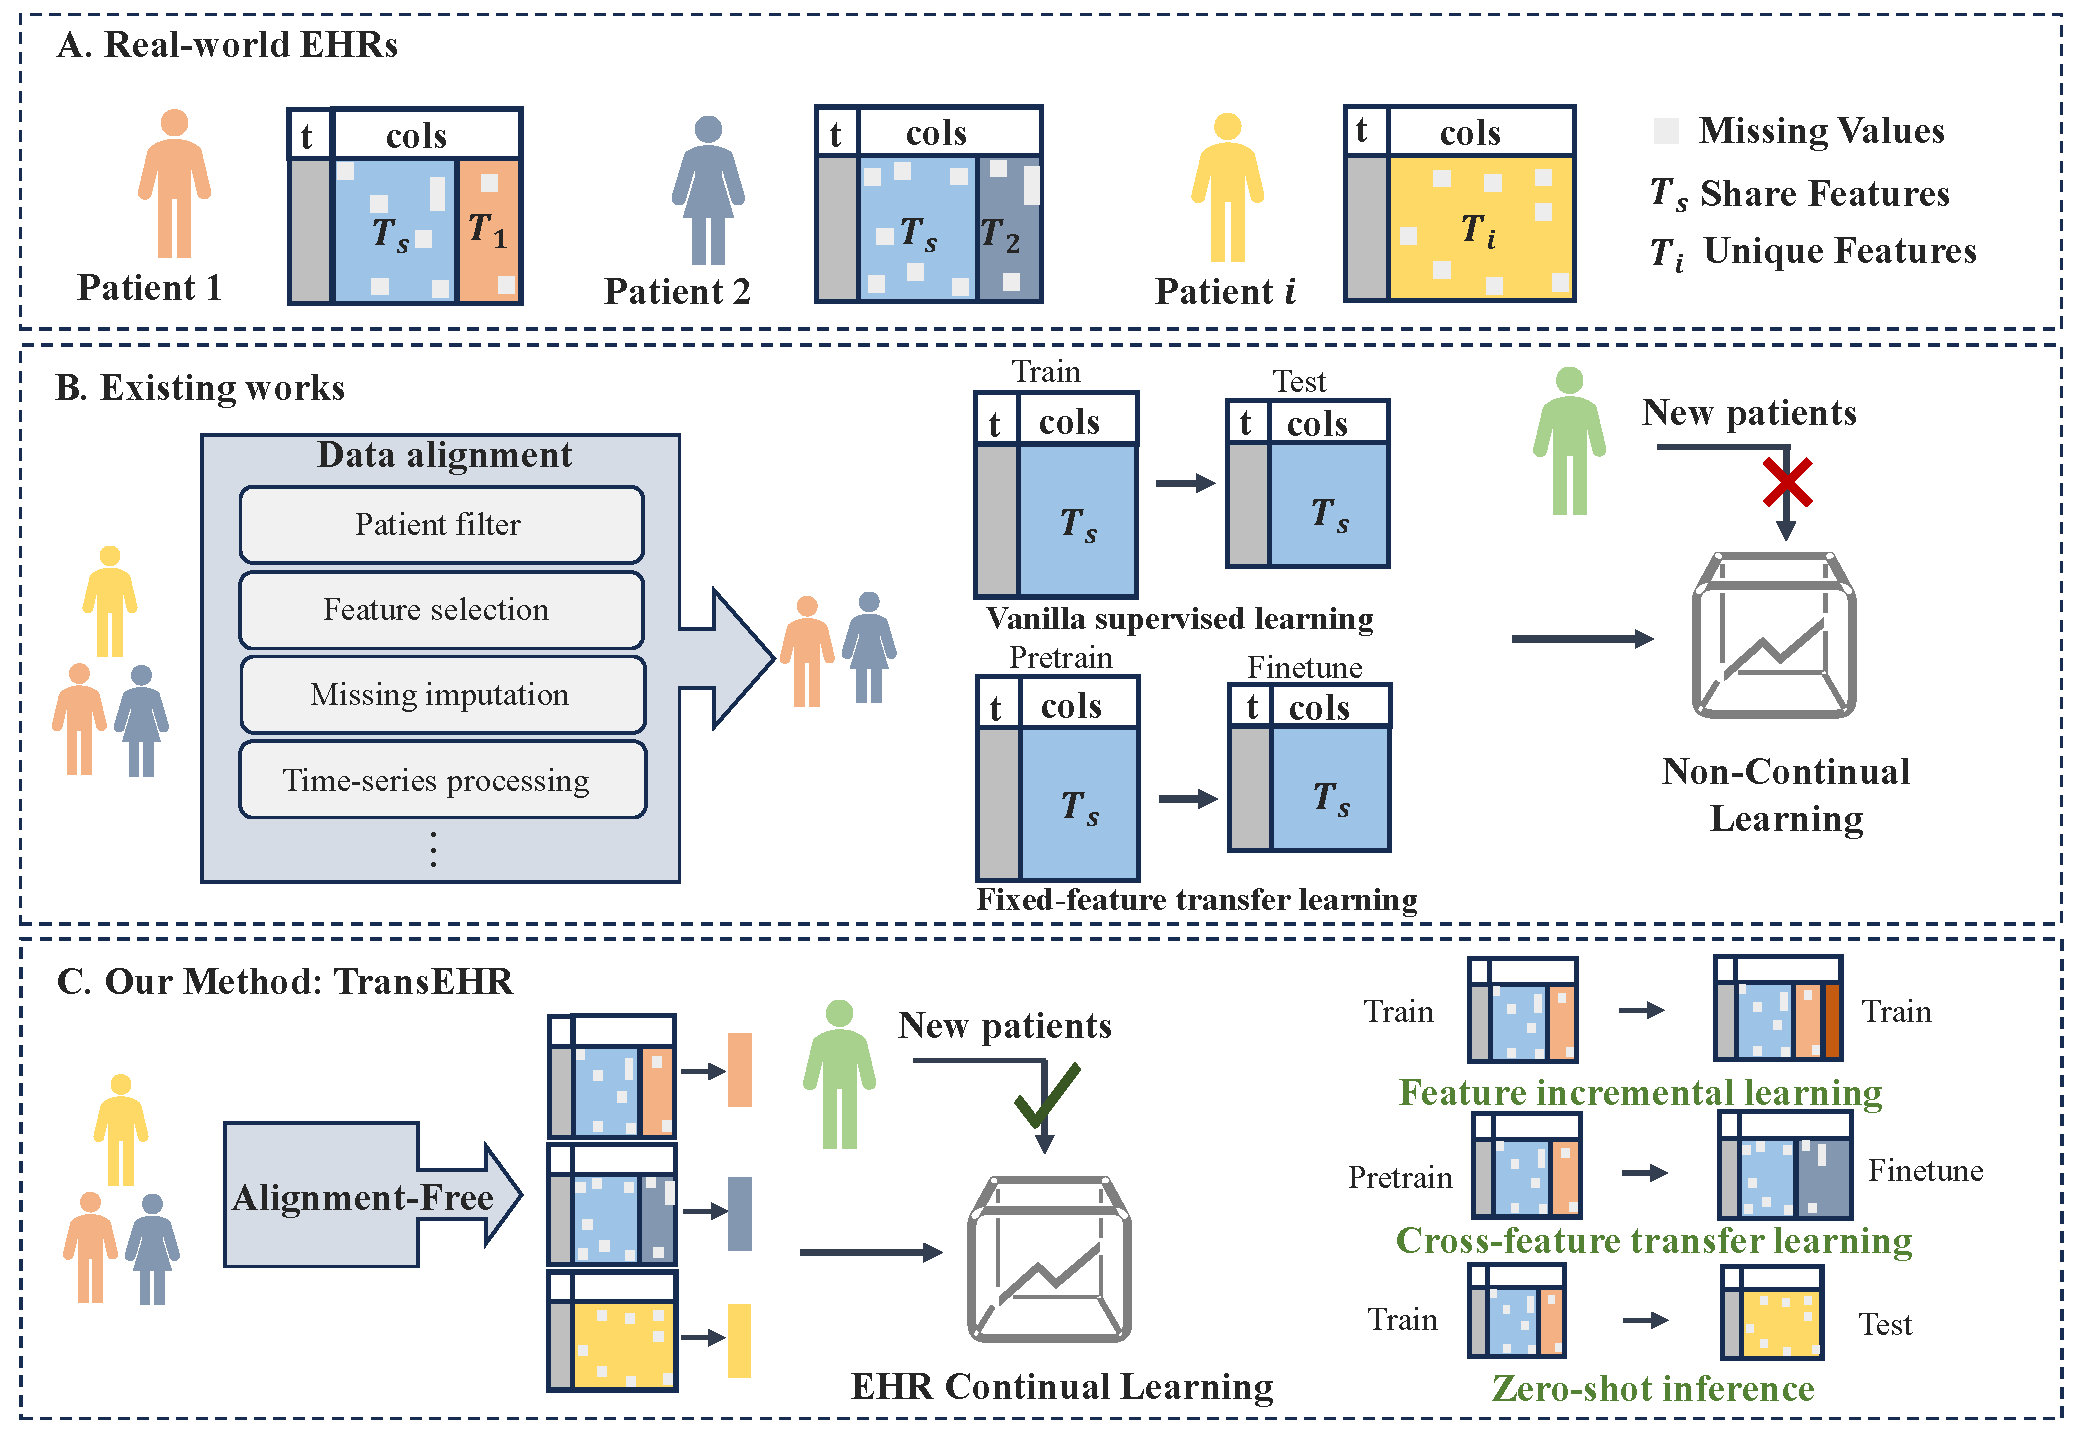 A. Real-world EHRs
Patient 1
t
cols
T_s
T_1
Patient 2
t
cols
T_s
T_2
Patient i
t
cols
T_i
Missing Values
T_s Share Features
T_i Unique Features
B. Existing works
Data alignment
Patient filter
Feature selection
Missing imputation
Time-series processing
⋮
Train
t
cols
T_s
Test
t
cols
T_s
Vanilla supervised learning
Pretrain
t
cols
T_s
Finetune
t
cols
T_s
Fixed-feature transfer learning
New patients
Non-Continual
Learning
C. Our Method: TransEHR
Alignment-Free
New patients
EHR Continual Learning
Train
Train
Feature incremental learning
Pretrain
Finetune
Cross-feature transfer learning
Train
Test
Zero-shot inference